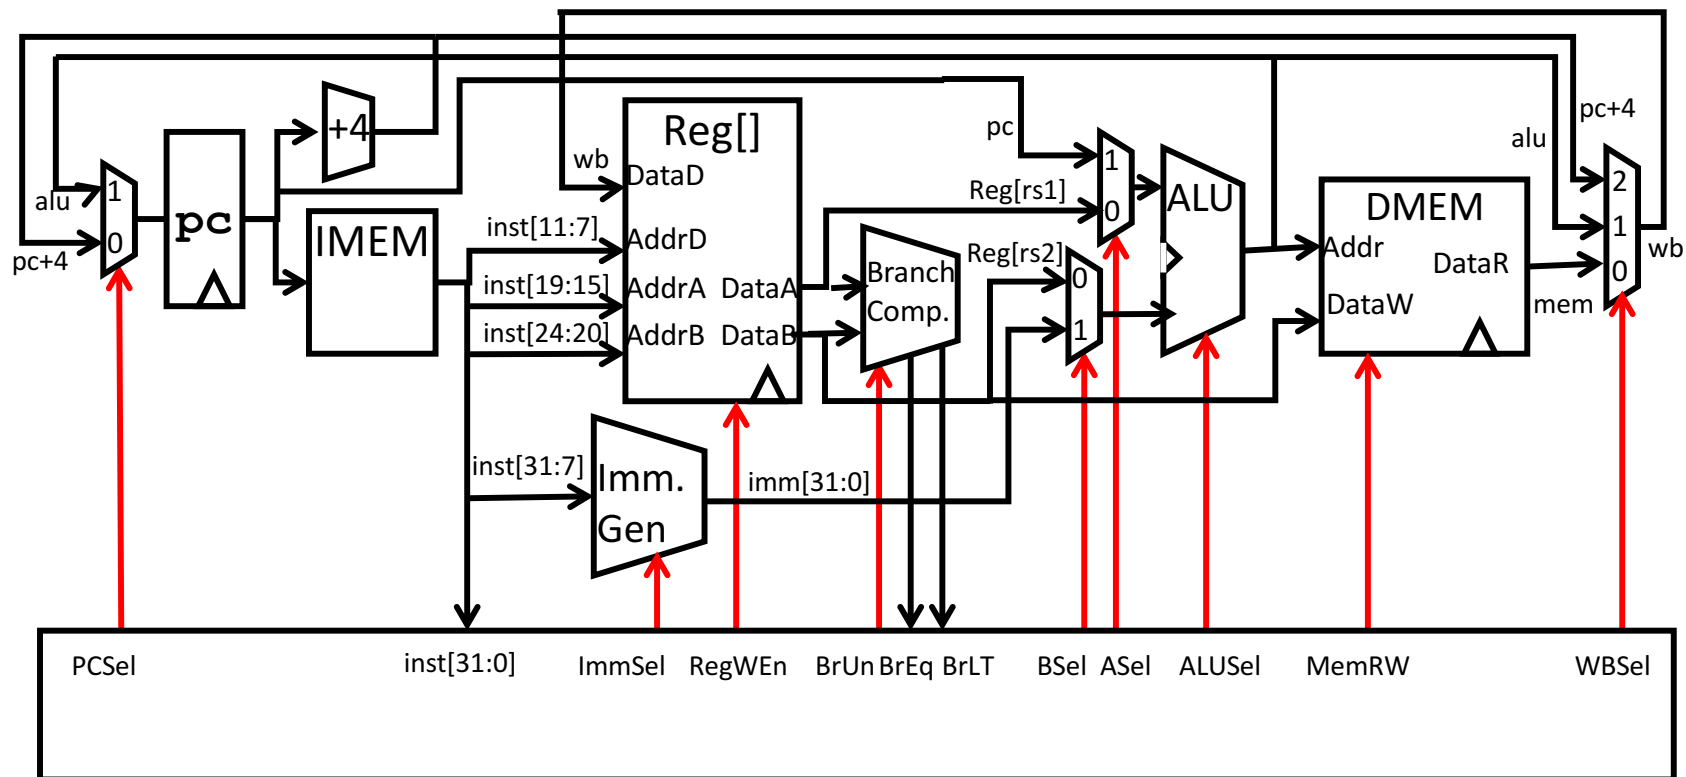 pc+4
alu
pc
wb
Reg[]
DataD
+4
1
alu
pc
0
pc+4
IMEM
inst[11:7]
AddrD
inst[19:15]
AddrA
DataA
inst[24:20]
AddrB
DataB
Branch
Comp.
Reg[rs1]
1
0
Reg[rs2]
0
1
ALU
DMEM
Addr
DataR
DataW
mem
2
1
0
wb
inst[31:7]
Imm.
Gen
imm[31:0]
PCSel
inst[31:0]
ImmSel
RegWEn
BrUn
BrEq
BrLT
BSel
ASel
ALUSel
MemRW
WBSel